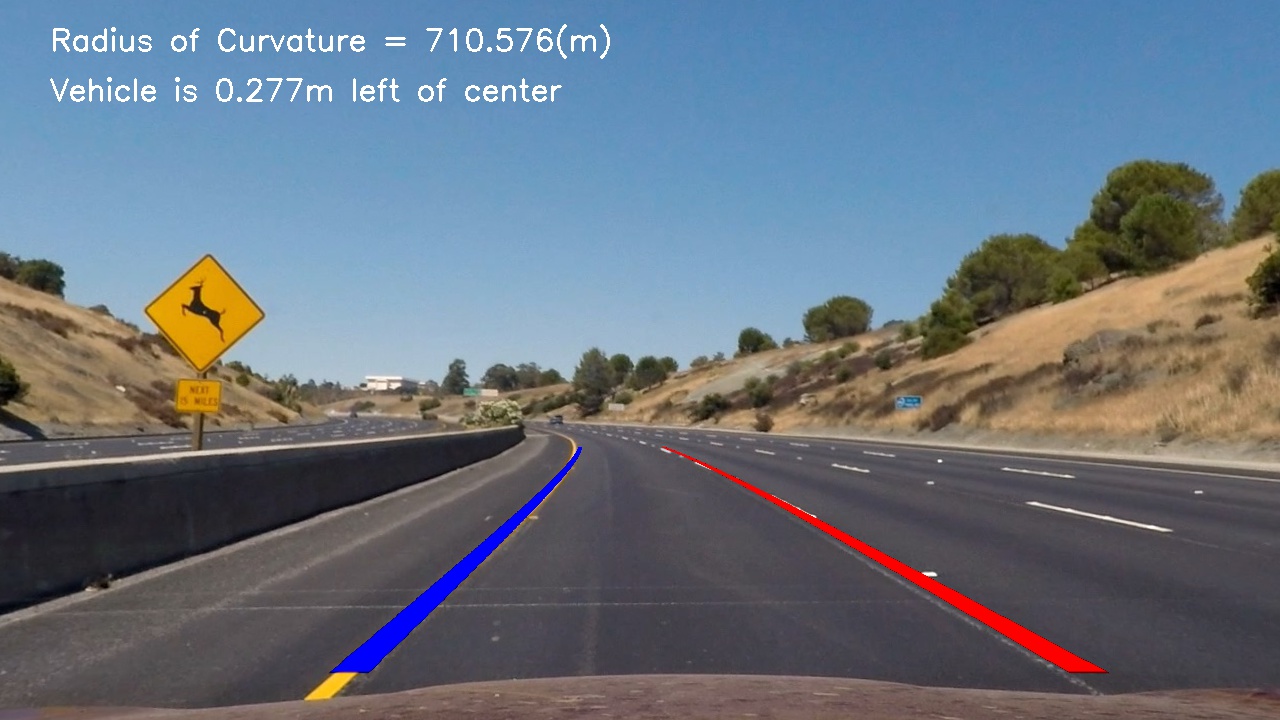 Radius of Curvature = 710.576(m)
Vehicle is 0.277m left of center
NEXT
15 MILES